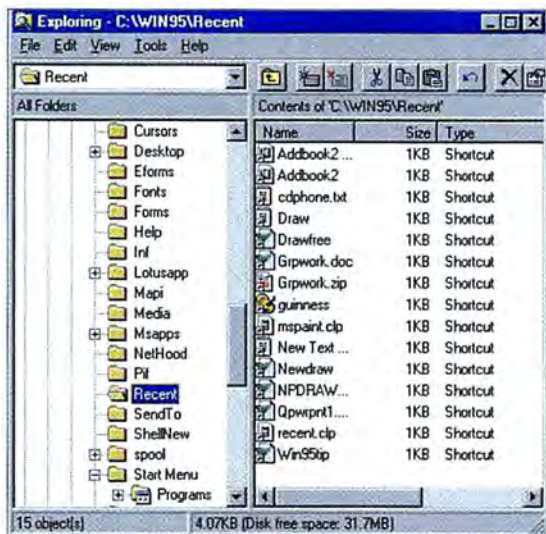 Exploring - C:\WIN95\Recent
File Edit View Tools Help
Recent
All Folders
Contents of 'C:\WIN95\Recent'
Cursors
Desktop
Eforms
Fonts
Forms
Help
Inf
Lotusapp
Mapi
Media
Msapps
NetHood
Pif
Recent
SendTo
ShellNew
spool
Start Menu
Programs
Name Size Type
Addbook2 ... 1KB Shortcut
Addbook2 1KB Shortcut
cdphone.txt 1KB Shortcut
Draw 1KB Shortcut
Drawfree 1KB Shortcut
Grpwork.doc 1KB Shortcut
Grpwork.zip 1KB Shortcut
guinness 1KB Shortcut
mspaint.clp 1KB Shortcut
New Text ... 1KB Shortcut
Newdraw 1KB Shortcut
NPDRAW... 1KB Shortcut
Qpwrpnt1.... 1KB Shortcut
recent.clp 1KB Shortcut
Win95tip 1KB Shortcut
15 object(s) 4.07KB (Disk free space: 31.7MB)